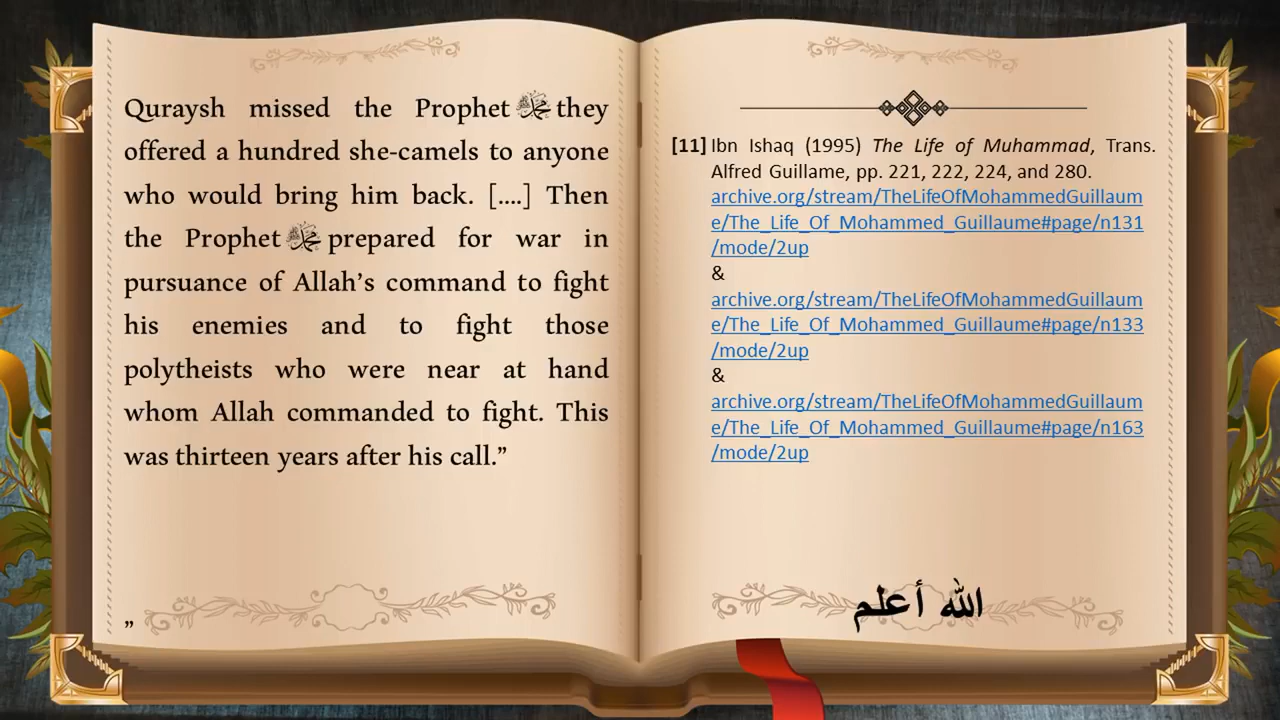 Quraysh missed the Prophet ﷺ they
offered a hundred she-camels to anyone
who would bring him back. [....] Then
the Prophet ﷺ prepared for war in
pursuance of Allah’s command to fight
his enemies and to fight those
polytheists who were near at hand
whom Allah commanded to fight. This
was thirteen years after his call.”
”
[11] Ibn Ishaq (1995) The Life of Muhammad, Trans.
Alfred Guillame, pp. 221, 222, 224, and 280.
archive.org/stream/TheLifeOfMohammedGuillaum
e/The_Life_Of_Mohammed_Guillaume#page/n131
/mode/2up
&
archive.org/stream/TheLifeOfMohammedGuillaum
e/The_Life_Of_Mohammed_Guillaume#page/n133
/mode/2up
&
archive.org/stream/TheLifeOfMohammedGuillaum
e/The_Life_Of_Mohammed_Guillaume#page/n163
/mode/2up
الله أعلم